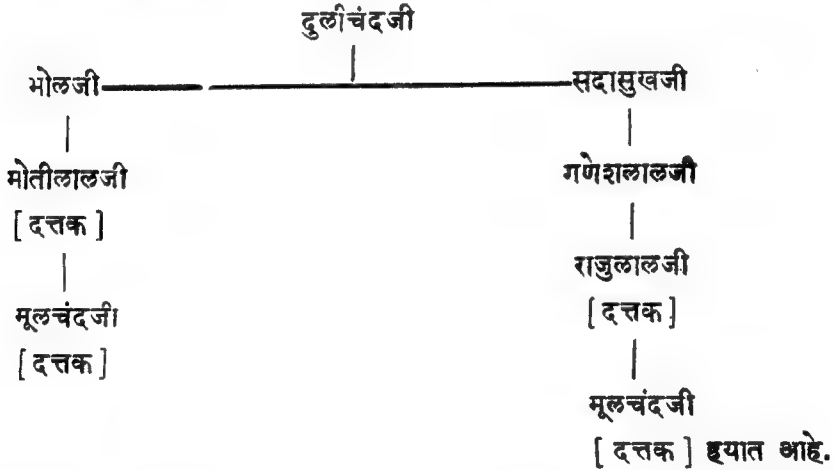 दुलीचंदजी
भोलजी सदासुखजी
मोतीलालजी गणेशलालजी
[ दत्तक ]
राजुलालजी
मूलचंदजी [ दत्तक ]
[ दत्तक ]
मूलचंदजी
[ दत्तक ] हयात आहे.